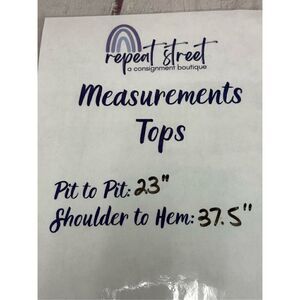 repeat street
a consignment boutique
Measurements
Tops
Pit to Pit: 23"
Shoulder to Hem: 37.5"